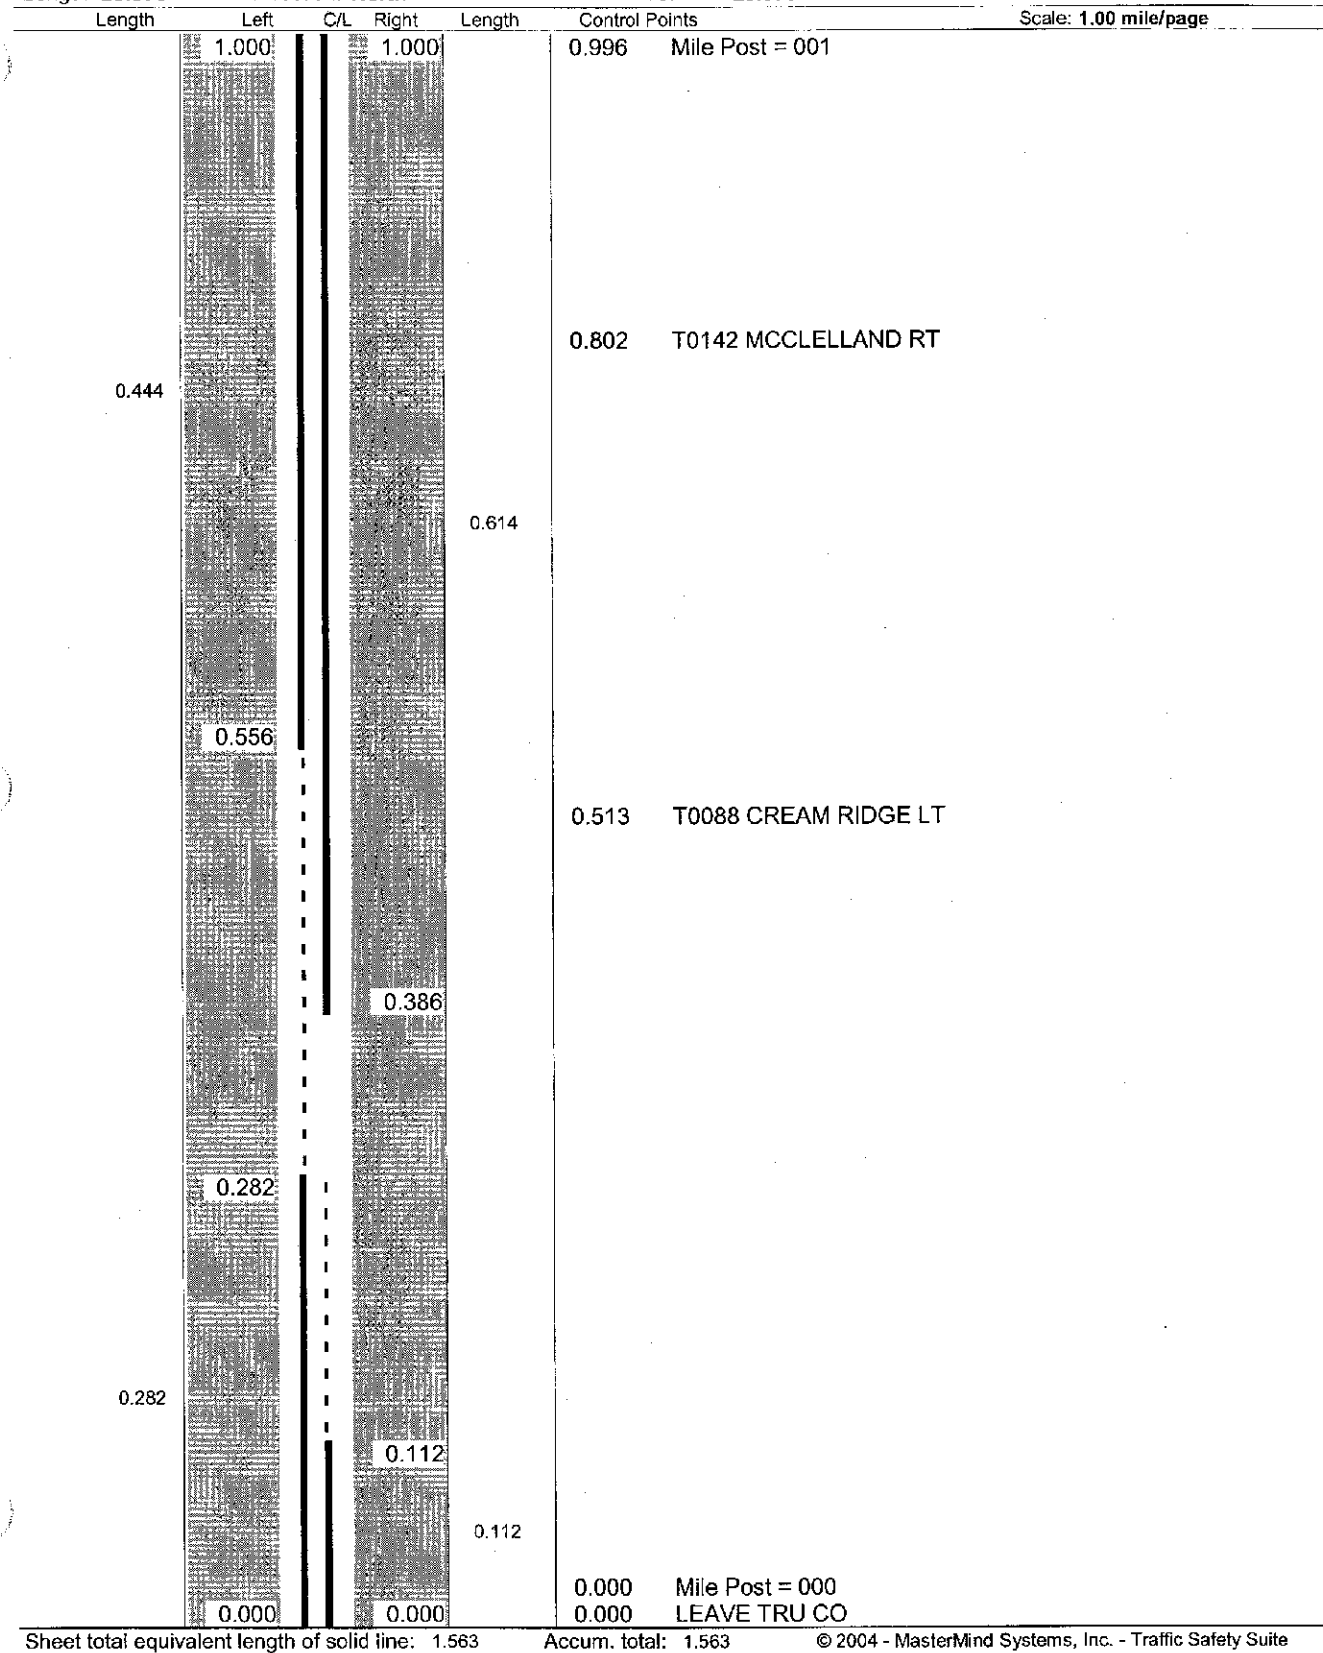 Length Left C/L Right Length Control Points Scale: 1.00 mile/page
1.000 1.000 0.996 Mile Post = 001
0.802 T0142 MCCLELLAND RT
0.444
0.614
0.556
0.513 T0088 CREAM RIDGE LT
0.386
0.282
0.282
0.112
0.112
0.000 Mile Post = 000
0.000 0.000 0.000 LEAVE TRU CO
Sheet total equivalent length of solid line: 1.563 Accum. total: 1.563 © 2004 - MasterMind Systems, Inc. - Traffic Safety Suite